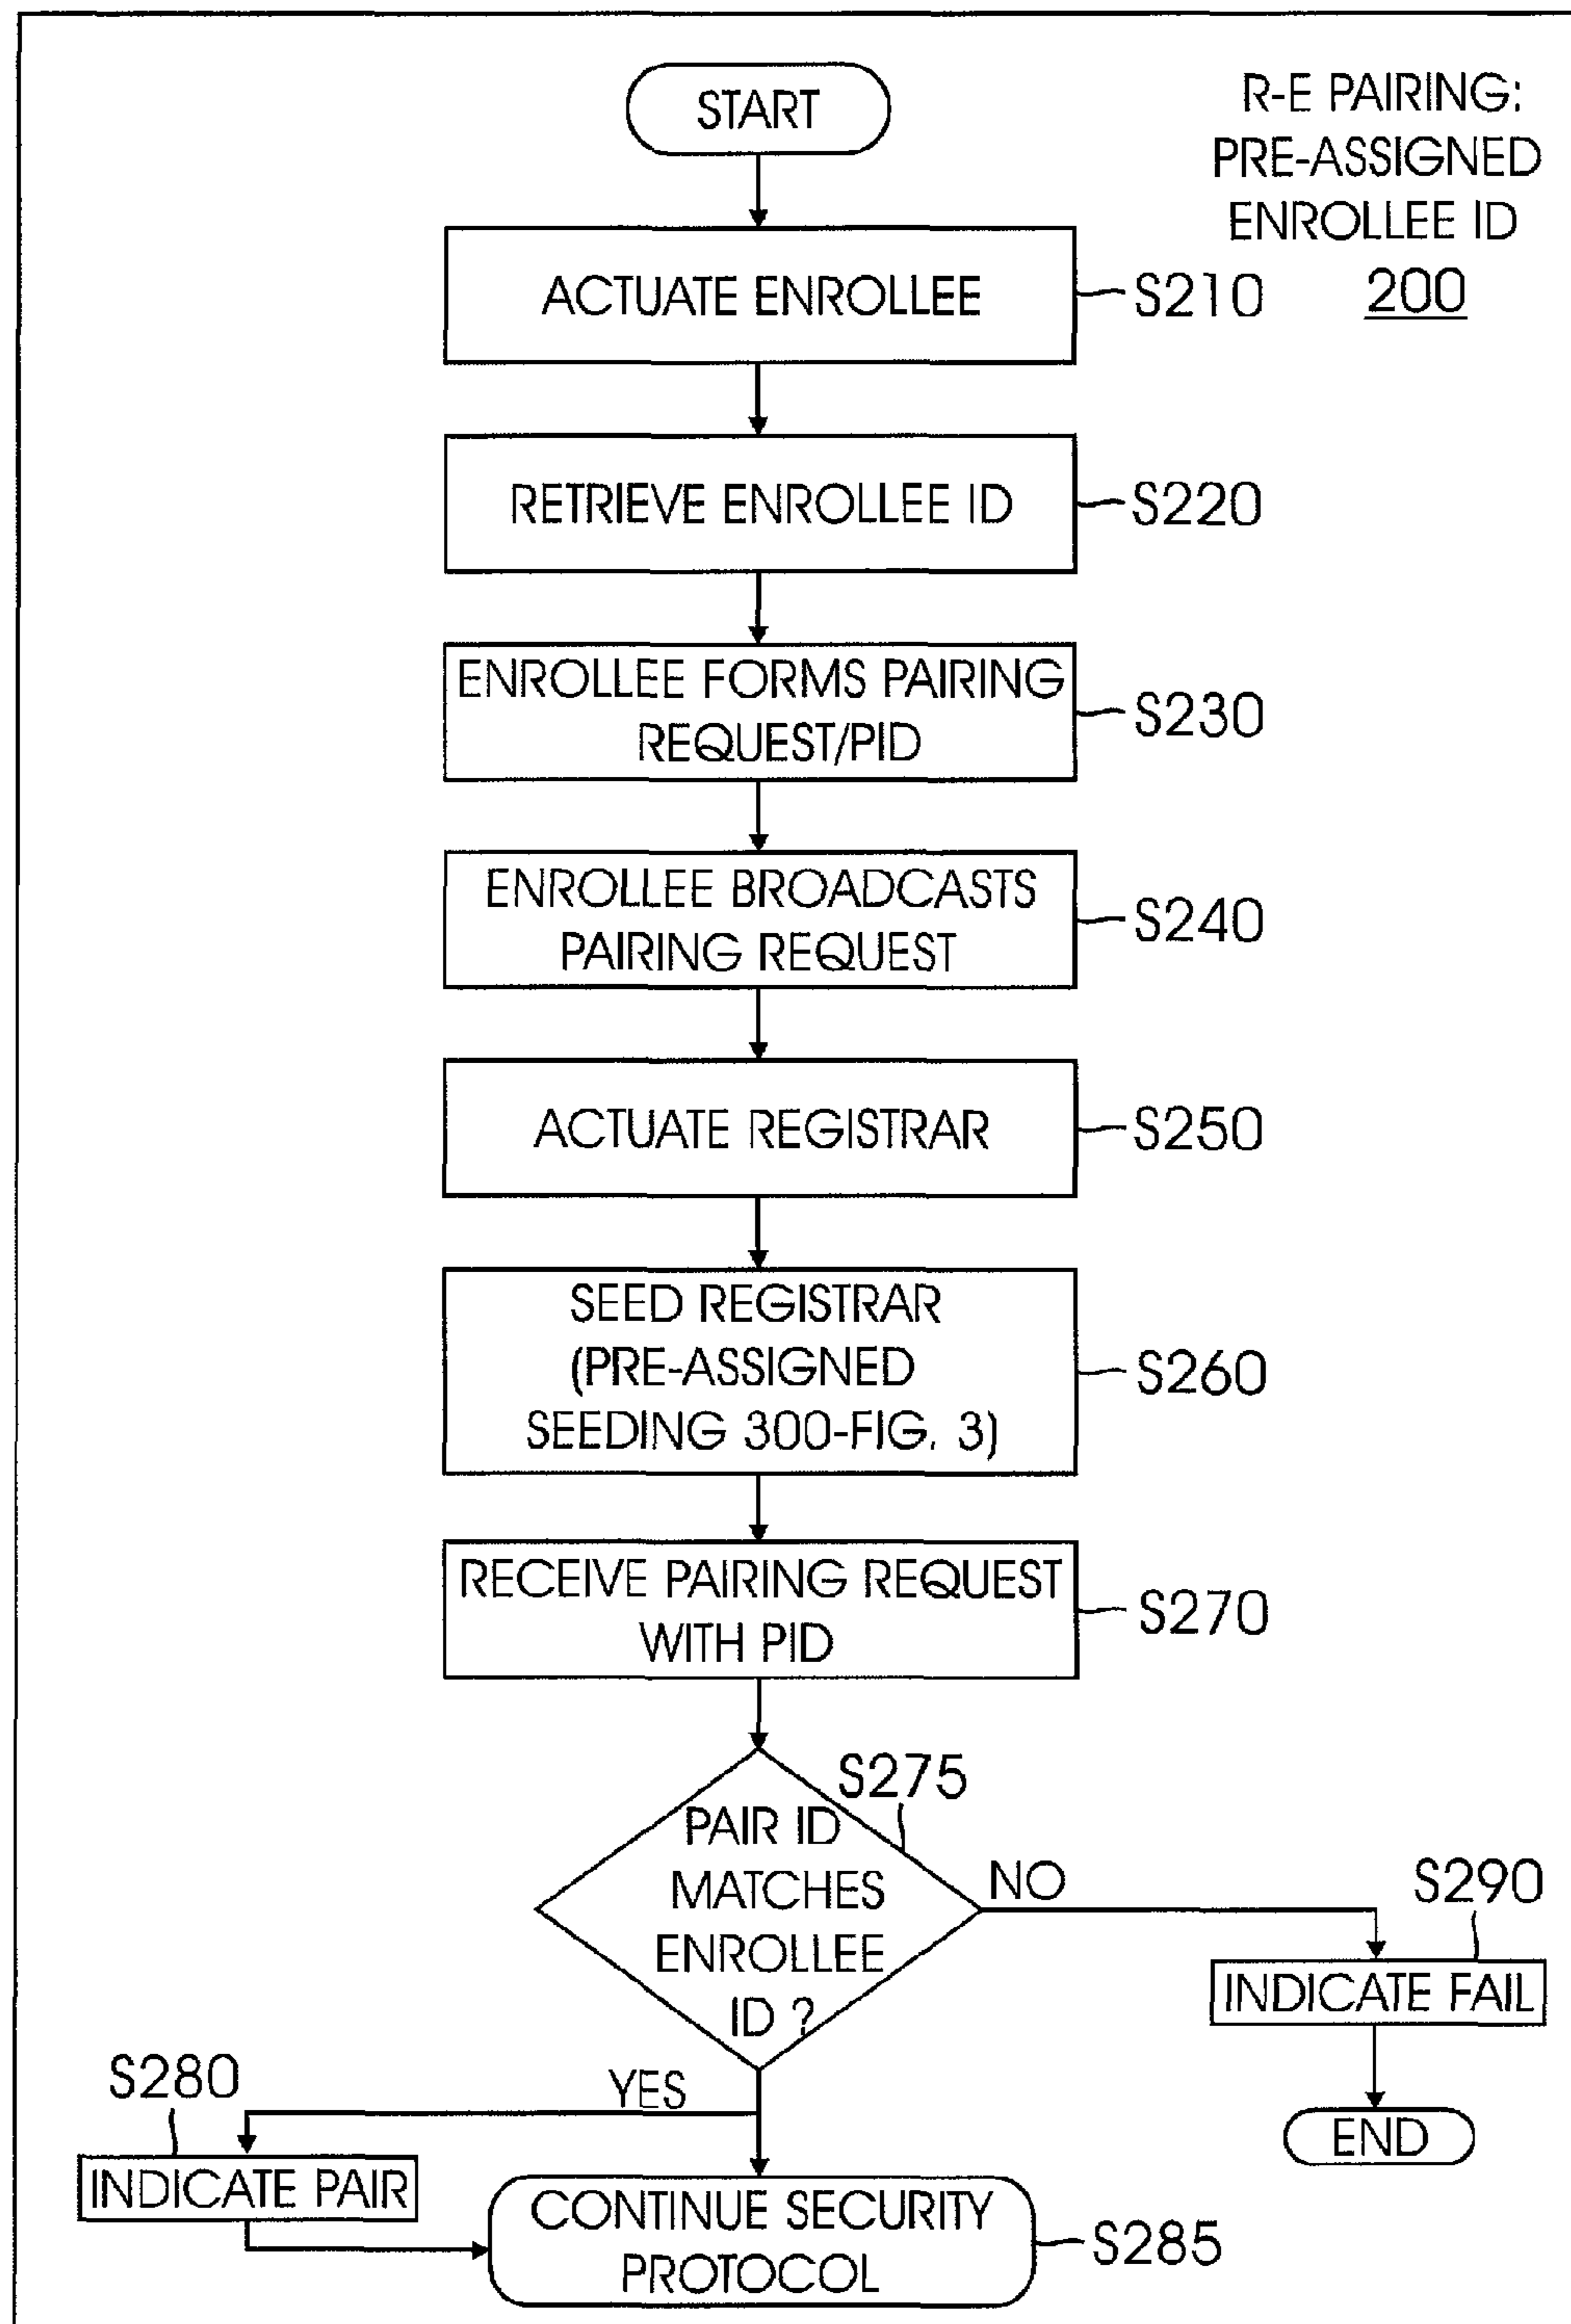 START
R-E PAIRING:
PRE-ASSIGNED
ENROLLEE ID
200
ACTUATE ENROLLEE
S210
RETRIEVE ENROLLEE ID
S220
ENROLLEE FORMS PAIRING
REQUEST/PID
S230
ENROLLEE BROADCASTS
PAIRING REQUEST
S240
ACTUATE REGISTRAR
S250
SEED REGISTRAR
(PRE-ASSIGNED
SEEDING 300-FIG. 3)
S260
RECEIVE PAIRING REQUEST
WITH PID
S270
S275
PAIR ID
MATCHES
ENROLLEE
ID ?
NO
S290
INDICATE FAIL
END
YES
S280
INDICATE PAIR
CONTINUE SECURITY
PROTOCOL
S285